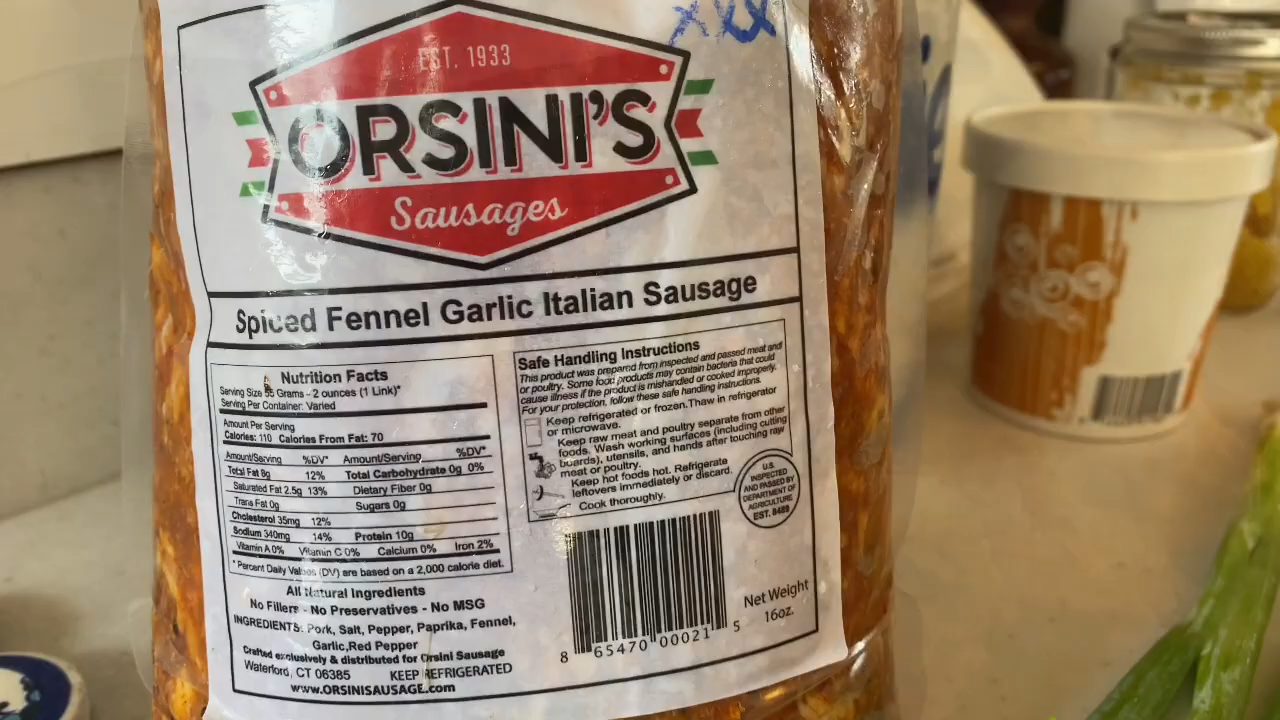 EST. 1933
ORSINI'S
Sausages
Spiced Fennel Garlic Italian Sausage
Nutrition Facts
Serving Size 56 Grams - 2 ounces (1 Link)*
Serving Per Container: Varied
Amount Per Serving
Calories: 110 Calories From Fat: 70
Amount/Serving %DV* Amount/Serving %DV*
Total Fat 8g 12% Total Carbohydrate 0g 0%
Saturated Fat 2.5g 13% Dietary Fiber 0g
Trans Fat 0g Sugars 0g
Cholesterol 35mg 12%
Sodium 340mg 14% Protein 10g
Vitamin A 0% Vitamin C 0% Calcium 0% Iron 2%
* Percent Daily Values (DV) are based on a 2,000 calorie diet.
All Natural Ingredients
No Fillers - No Preservatives - No MSG
INGREDIENTS: Pork, Salt, Pepper, Paprika, Fennel,
Garlic,Red Pepper
Crafted exclusively & distributed for Orsini Sausage
Waterford, CT 06385 KEEP REFRIGERATED
www.ORSINISAUSAGE.com
Safe Handling Instructions
This product was prepared from inspected and passed meat and
or poultry. Some food products may contain bacteria that could
cause illness if the product is mishandled or cooked improperly.
For your protection, follow these safe handling instructions.
Keep refrigerated or frozen.Thaw in refrigerator
or microwave.
Keep raw meat and poultry separate from other
foods. Wash working surfaces (including cutting
boards), utensils, and hands after touching raw
meat or poultry.
Keep hot foods hot. Refrigerate
leftovers immediately or discard.
Cook thoroughly.
U.S.
INSPECTED
AND PASSED BY
DEPARTMENT OF
AGRICULTURE
EST. 8489
8 65470 00021 5
Net Weight
16oz.